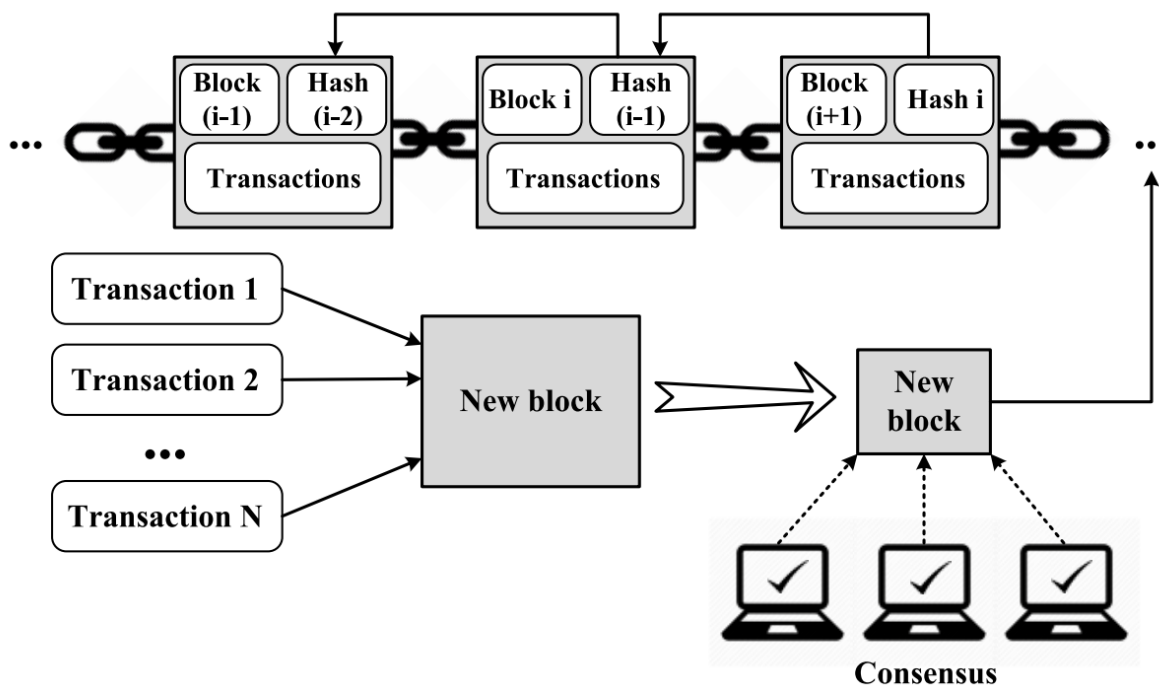 Block
(i-1)
Hash
(i-2)
Transactions
Block i
Hash
(i-1)
Transactions
Block
(i+1)
Hash i
Transactions
...
..
Transaction 1
Transaction 2
...
Transaction N
New block
New
block
Consensus